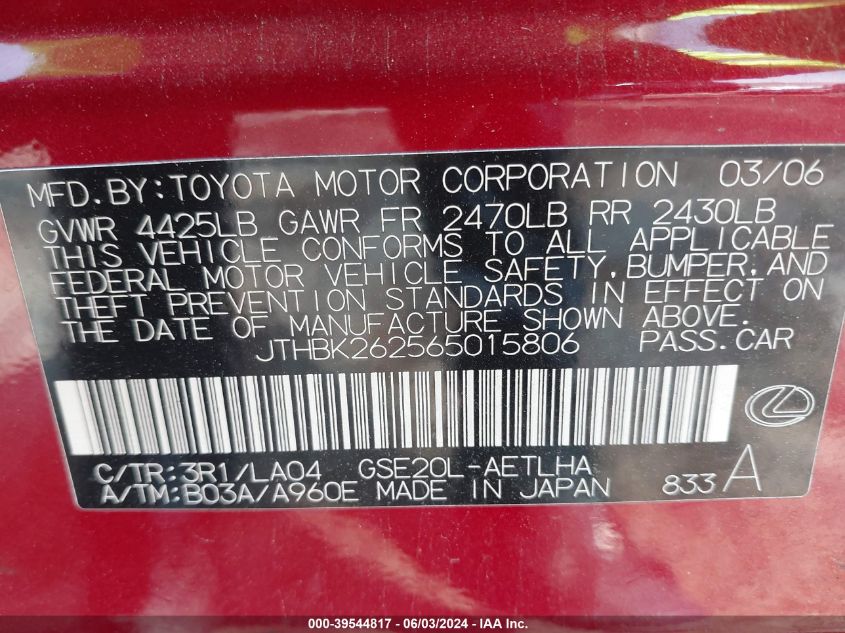 MFD.BY:TOYOTA MOTOR CORPORATION 03/06
GVWR 4425LB GAWR FR 2470LB RR 2430LB
THIS VEHICLE CONFORMS TO ALL APPLICABLE
FEDERAL MOTOR VEHICLE SAFETY,BUMPER,AND
THEFT PREVENTION STANDARDS IN EFFECT ON
THE DATE OF MANUFACTURE SHOWN ABOVE.
JTHBK262565015806 PASS.CAR
C/TR:3R1/LA04 GSE20L-AETLHA
A/TM:B03A/A960E MADE IN JAPAN 833 A
000-39544817 - 06/03/2024 - IAA Inc.